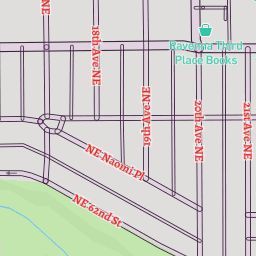 NE
18th Ave NE
Ravenna Third
Place Books
19th Ave NE
20th Ave NE
21st Ave NE
NE Naomi Pl
NE 62nd St